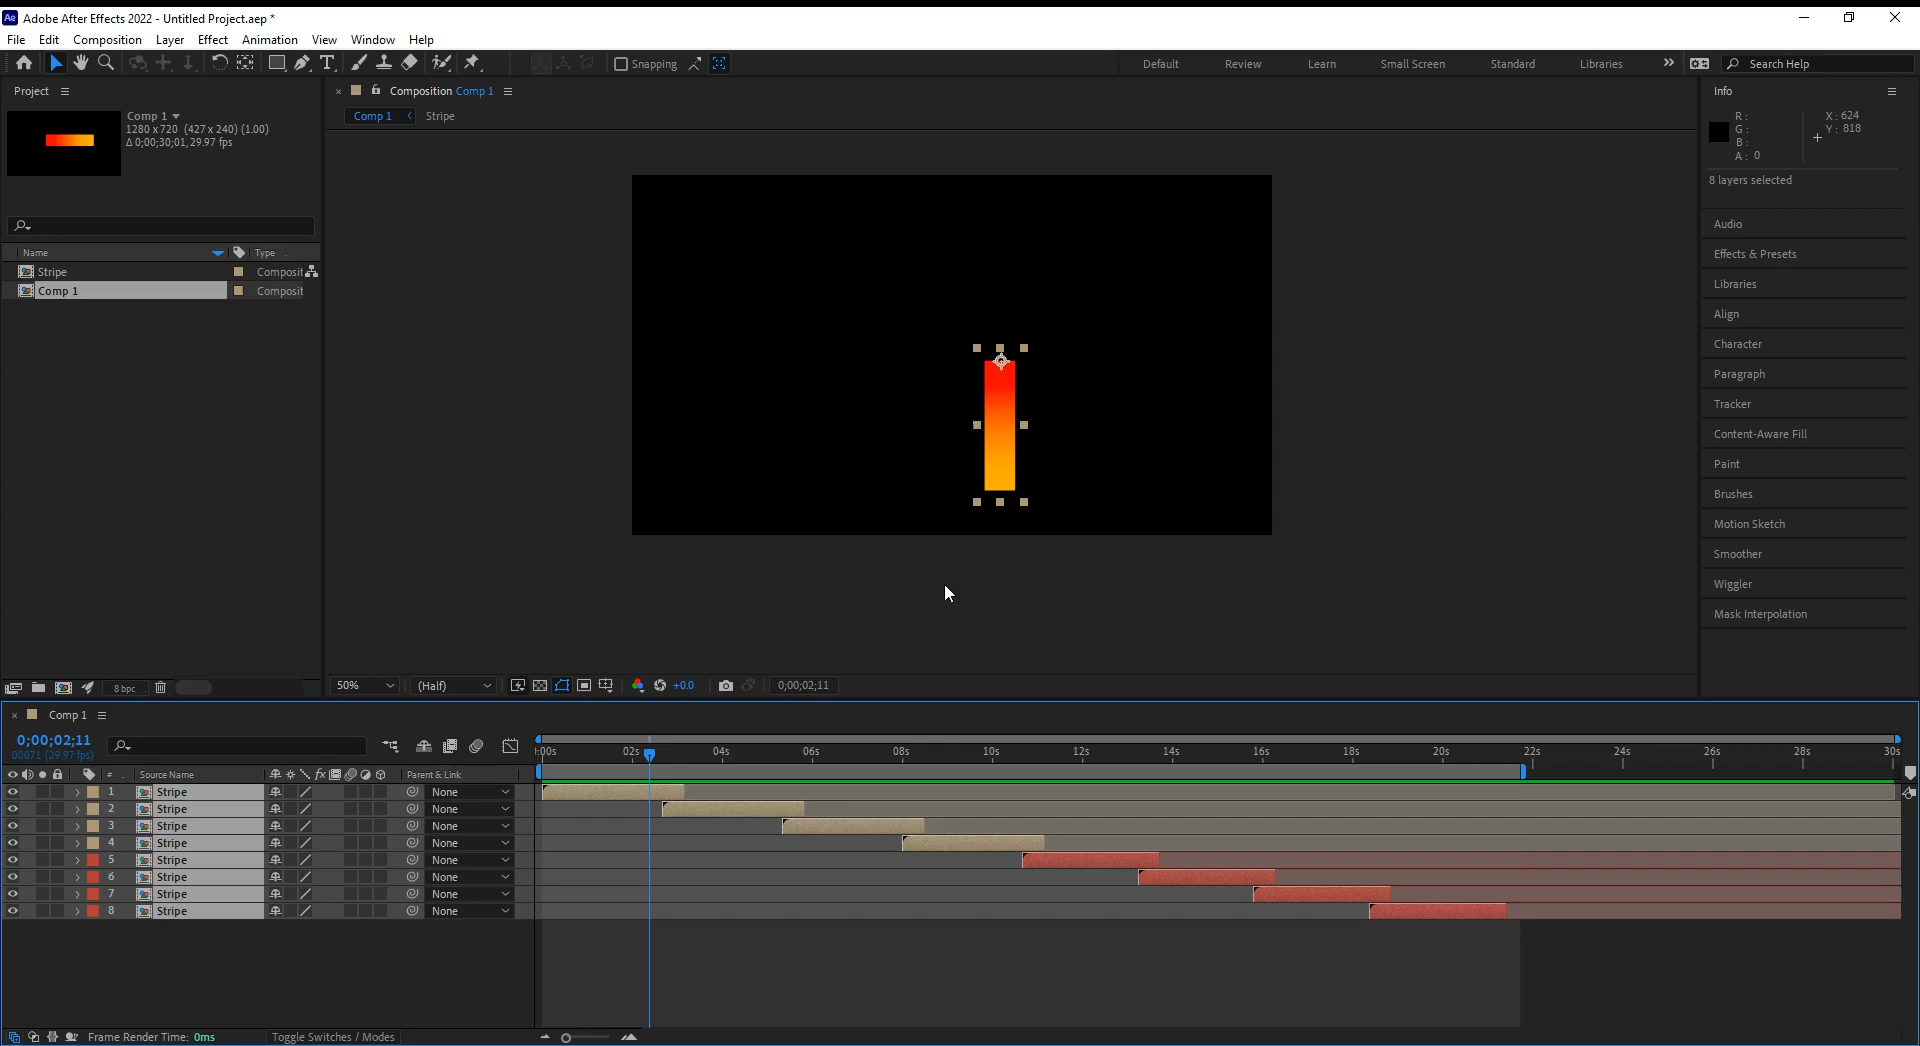 Ae Adobe After Effects 2022 - Untitled Project.aep *
File Edit Composition Layer Effect Animation View Window Help
Snapping Default Review Learn Small Screen Standard Libraries Search Help
Project
Comp 1
1280 x 720 (427 x 240) (1.00)
Δ 0;00;30;01, 29.97 fps
Name Type
Stripe Composit
Comp 1 Composit
8 bpc
Composition Comp 1
Comp 1 Stripe
50% (Half) +0.0 0;00;02;11
Info
R :
G :
B :
A : 0
X : 624
Y : 818
8 layers selected
Audio
Effects & Presets
Libraries
Align
Character
Paragraph
Tracker
Content-Aware Fill
Paint
Brushes
Motion Sketch
Smoother
Wiggler
Mask Interpolation
Comp 1
0;00;02;11
00071 (29.97 fps)
:00s 02s 04s 06s 08s 10s 12s 14s 16s 18s 20s 22s 24s 26s 28s 30s
# Source Name fx Parent & Link
1 Stripe None
2 Stripe None
3 Stripe None
4 Stripe None
5 Stripe None
6 Stripe None
7 Stripe None
8 Stripe None
Frame Render Time: 0ms Toggle Switches / Modes